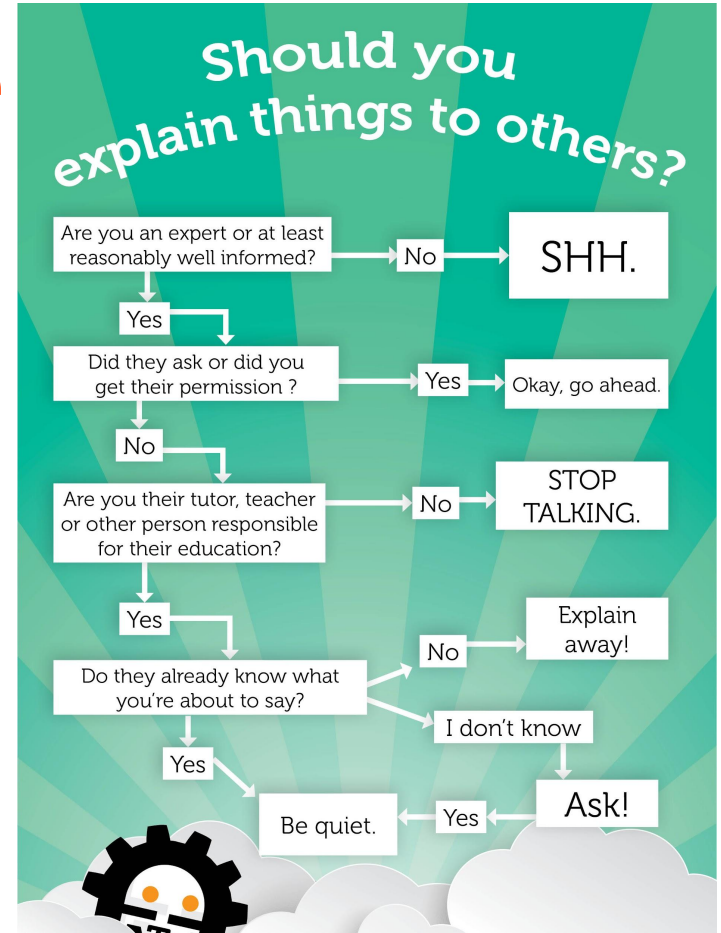 Should you
explain things to others?
Are you an expert or at least
reasonably well informed?
No
SHH.
Yes
Did they ask or did you
get their permission ?
Yes
Okay, go ahead.
No
Are you their tutor, teacher
or other person responsible
for their education?
No
STOP
TALKING.
Yes
Do they already know what
you're about to say?
No
Explain
away!
I don't know
Yes
Ask!
Yes
Be quiet.